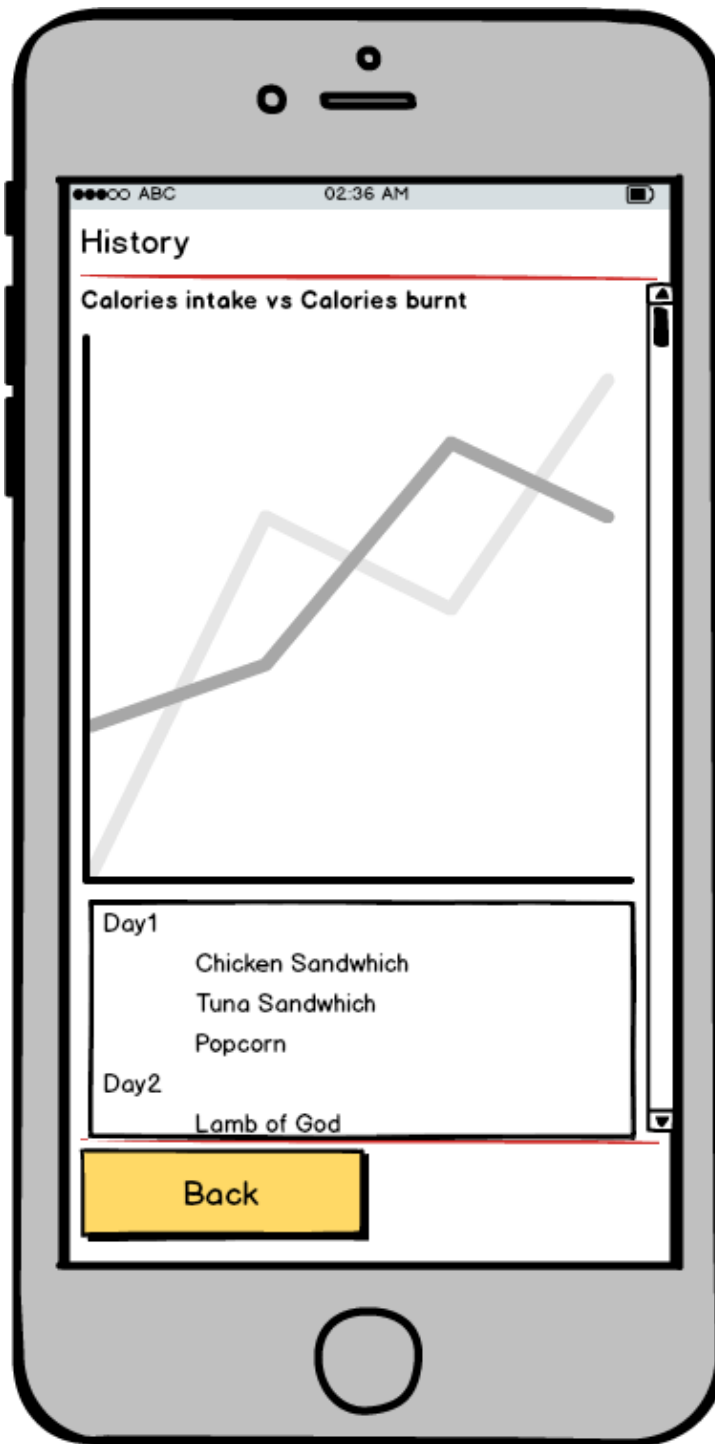 ABC 02:36 AM
History
Calories intake vs Calories burnt
Day1
Chicken Sandwhich
Tuna Sandwhich
Popcorn
Day2
Lamb of God
Back